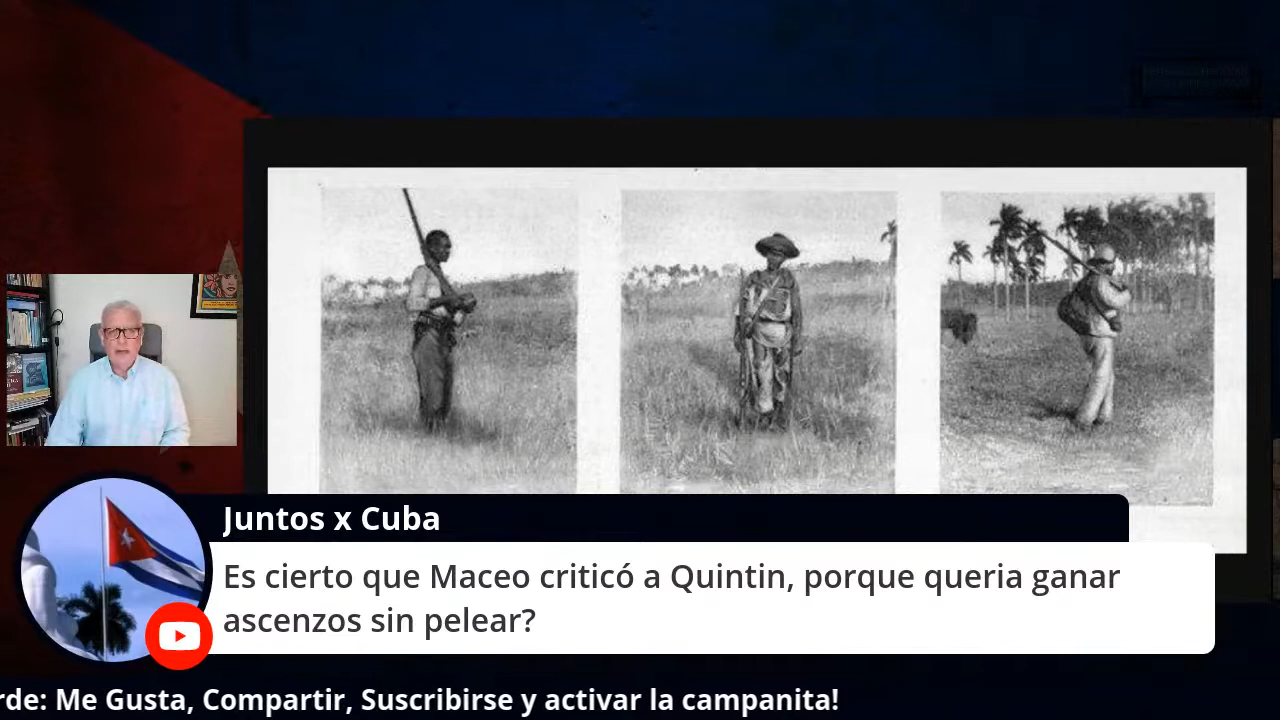 Juntos x Cuba
Es cierto que Maceo criticó a Quintin, porque queria ganar
ascenzos sin pelear?
rde: Me Gusta, Compartir, Suscribirse y activar la campanita!